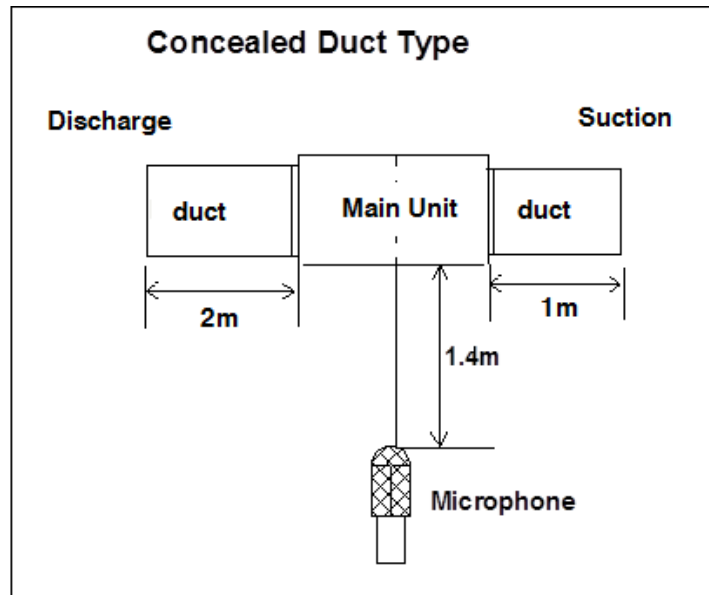 Concealed Duct Type
Discharge
Suction
duct
Main Unit
duct
2m
1m
1.4m
Microphone